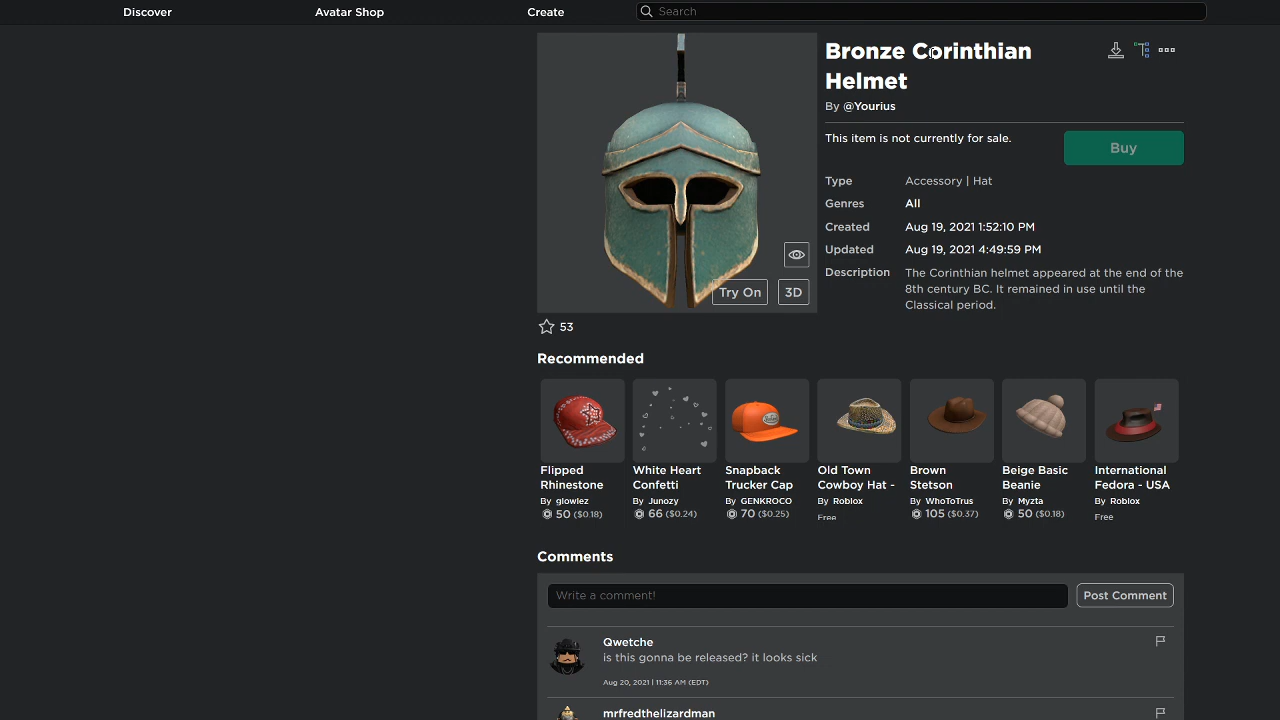 Discover
Avatar Shop
Create
Search
Bronze Corinthian
Helmet
By @Yourius
This item is not currently for sale.
Buy
Type
Accessory | Hat
Genres
All
Created
Aug 19, 2021 1:52:10 PM
Updated
Aug 19, 2021 4:49:59 PM
Description
The Corinthian helmet appeared at the end of the
8th century BC. It remained in use until the
Classical period.
Try On
3D
53
Recommended
Flipped
Rhinestone
By glowlez
50 ($0.18)
White Heart
Confetti
By Junozy
66 ($0.24)
Snapback
Trucker Cap
By GENKROCO
70 ($0.25)
Old Town
Cowboy Hat -
By Roblox
Free
Brown
Stetson
By WhoToTrus
105 ($0.37)
Beige Basic
Beanie
By Myzta
50 ($0.18)
International
Fedora - USA
By Roblox
Free
Comments
Write a comment!
Post Comment
Qwetche
is this gonna be released? it looks sick
Aug 20, 2021 | 11:36 AM (EDT)
mrfredthelizardman